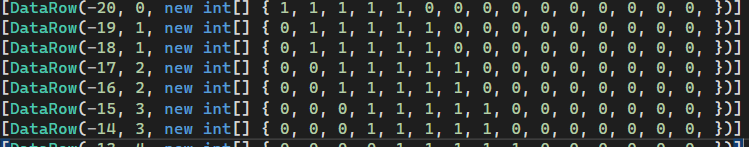 [DataRow(-20, 0, new int[] { 1, 1, 1, 1, 1, 0, 0, 0, 0, 0, 0, 0, 0, 0, 0, })]
[DataRow(-19, 1, new int[] { 0, 1, 1, 1, 1, 1, 0, 0, 0, 0, 0, 0, 0, 0, 0, })]
[DataRow(-18, 1, new int[] { 0, 1, 1, 1, 1, 1, 0, 0, 0, 0, 0, 0, 0, 0, 0, })]
[DataRow(-17, 2, new int[] { 0, 0, 1, 1, 1, 1, 1, 0, 0, 0, 0, 0, 0, 0, 0, })]
[DataRow(-16, 2, new int[] { 0, 0, 1, 1, 1, 1, 1, 0, 0, 0, 0, 0, 0, 0, 0, })]
[DataRow(-15, 3, new int[] { 0, 0, 0, 1, 1, 1, 1, 1, 0, 0, 0, 0, 0, 0, 0, })]
[DataRow(-14, 3, new int[] { 0, 0, 0, 1, 1, 1, 1, 1, 0, 0, 0, 0, 0, 0, 0, })]